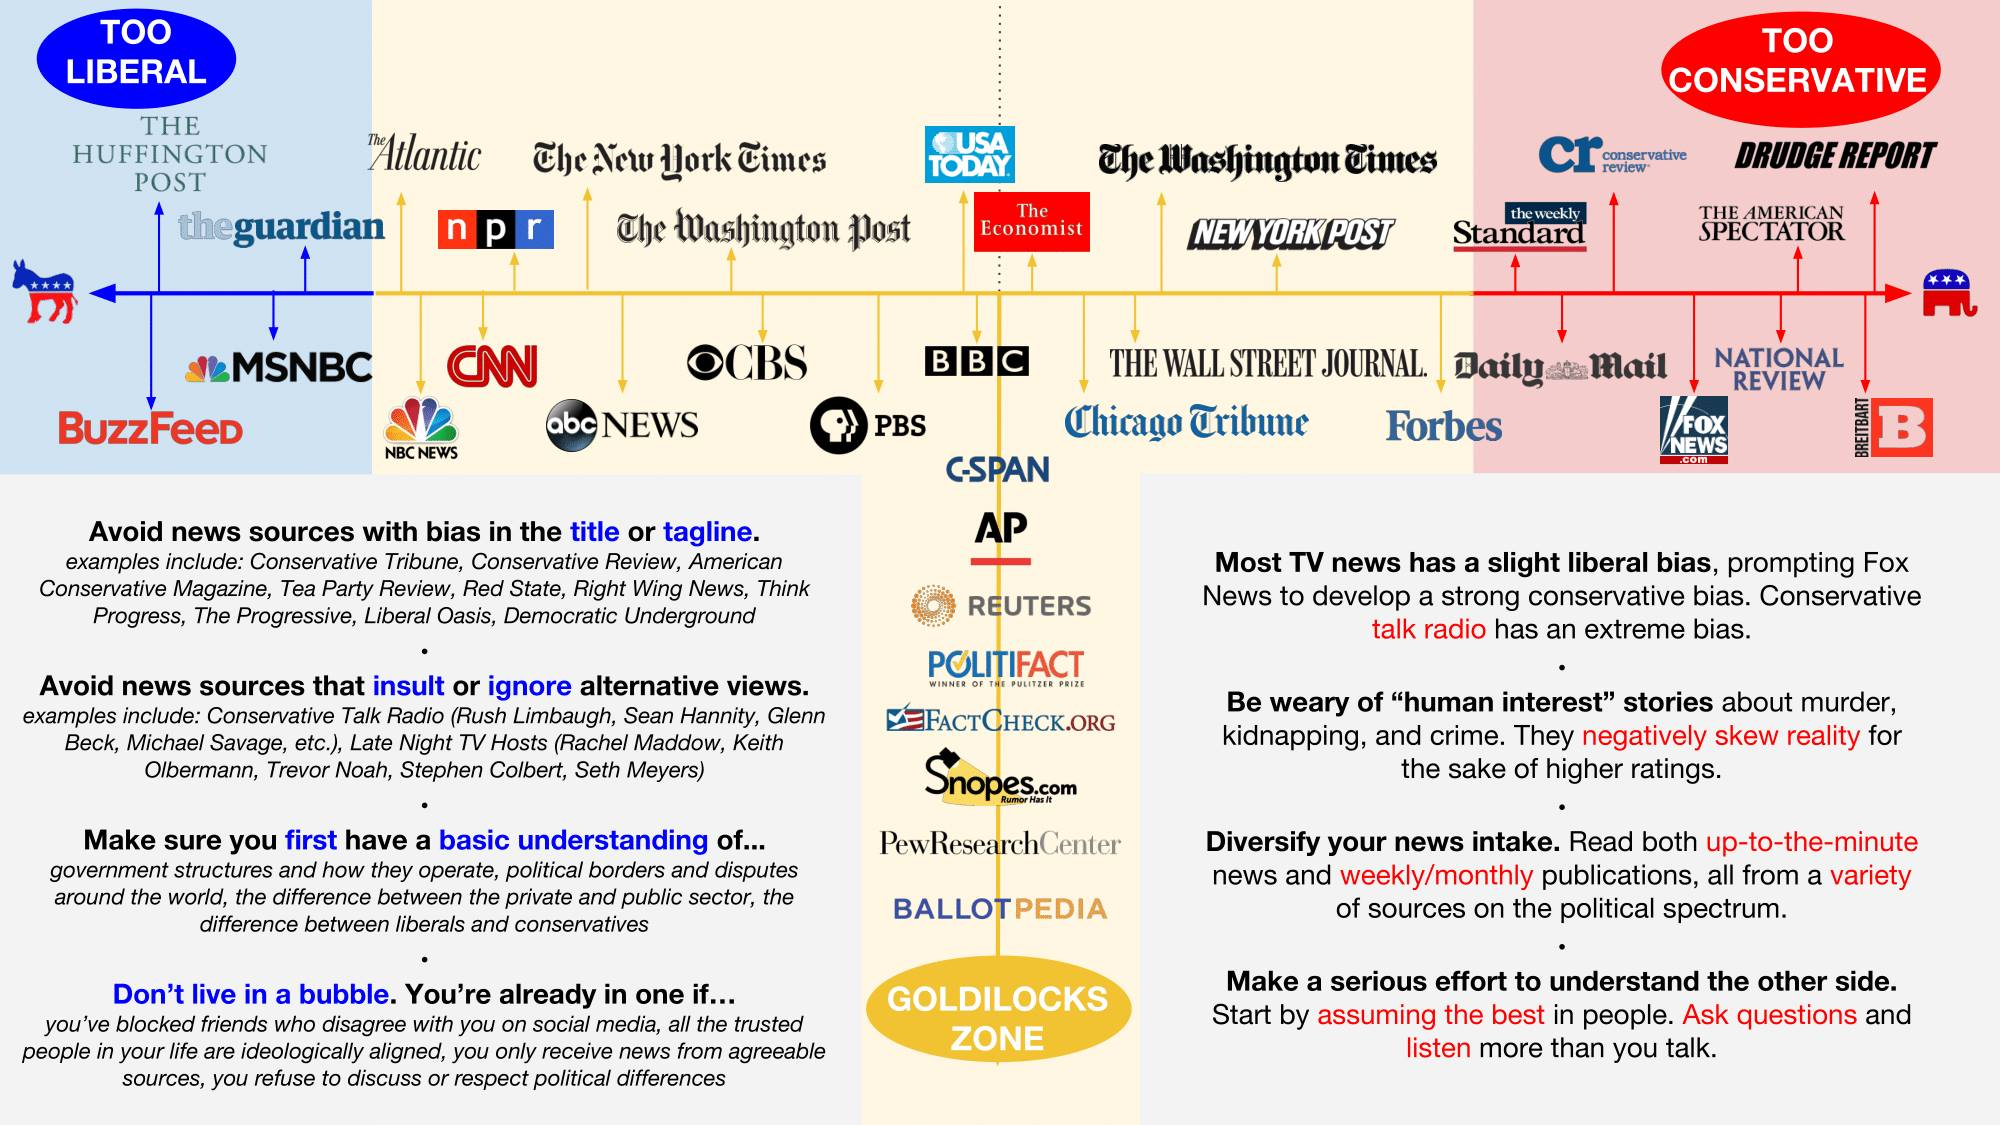 TOO
LIBERAL
TOO
CONSERVATIVE
THE
HUFFINGTON
POST
The Atlantic
The New York Times
USA
TODAY
The Washington Times
cr conservative
review
DRUDGE REPORT
theguardian
npr
The Washington Post
The
Economist
NEW YORK POST
the weekly
Standard
THE AMERICAN
SPECTATOR
MSNBC
CNN
CBS
BBC
THE WALL STREET JOURNAL.
Daily Mail
NATIONAL
REVIEW
BuzzFeed
NBC NEWS
abc NEWS
PBS
Chicago Tribune
Forbes
FOX
NEWS
.com
BREITBART
B
C-SPAN
AP
REUTERS
POLITIFACT
WINNER OF THE PULITZER PRIZE
FACTCHECK.ORG
Snopes.com
Rumor Has It
PewResearchCenter
BALLOTPEDIA
GOLDILOCKS
ZONE
Avoid news sources with bias in the title or tagline.
examples include: Conservative Tribune, Conservative Review, American
Conservative Magazine, Tea Party Review, Red State, Right Wing News, Think
Progress, The Progressive, Liberal Oasis, Democratic Underground
•
Avoid news sources that insult or ignore alternative views.
examples include: Conservative Talk Radio (Rush Limbaugh, Sean Hannity, Glenn
Beck, Michael Savage, etc.), Late Night TV Hosts (Rachel Maddow, Keith
Olbermann, Trevor Noah, Stephen Colbert, Seth Meyers)
•
Make sure you first have a basic understanding of...
government structures and how they operate, political borders and disputes
around the world, the difference between the private and public sector, the
difference between liberals and conservatives
•
Don't live in a bubble. You're already in one if…
you've blocked friends who disagree with you on social media, all the trusted
people in your life are ideologically aligned, you only receive news from agreeable
sources, you refuse to discuss or respect political differences
Most TV news has a slight liberal bias, prompting Fox
News to develop a strong conservative bias. Conservative
talk radio has an extreme bias.
•
Be weary of “human interest” stories about murder,
kidnapping, and crime. They negatively skew reality for
the sake of higher ratings.
•
Diversify your news intake. Read both up-to-the-minute
news and weekly/monthly publications, all from a variety
of sources on the political spectrum.
•
Make a serious effort to understand the other side.
Start by assuming the best in people. Ask questions and
listen more than you talk.